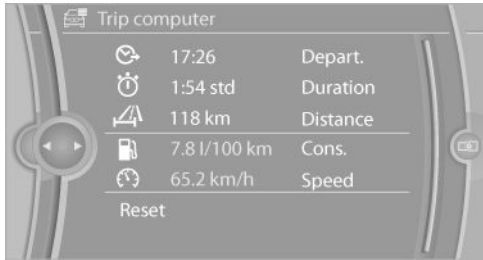 Trip computer
17:26 Depart.
1:54 std Duration
118 km Distance
7.8 l/100 km Cons.
65.2 km/h Speed
Reset